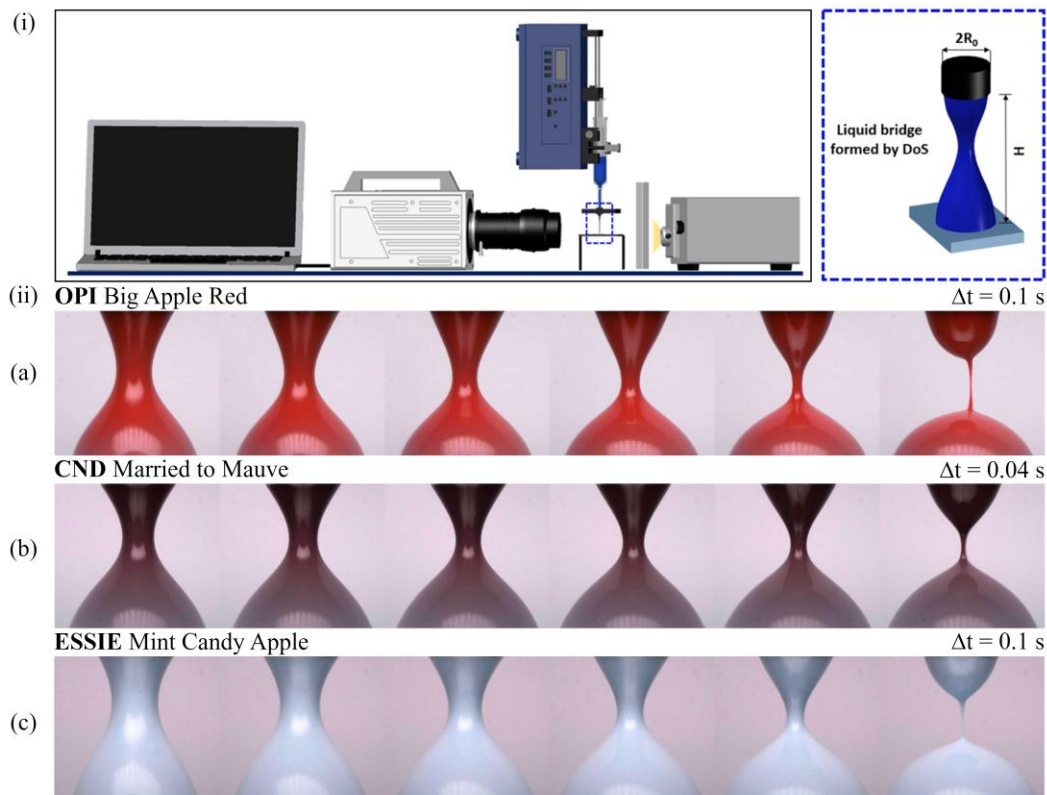 (i)
2R₀
Liquid bridge
formed by DoS
H
(ii) OPI Big Apple Red Δt = 0.1 s
(a)
CND Married to Mauve Δt = 0.04 s
(b)
ESSIE Mint Candy Apple Δt = 0.1 s
(c)